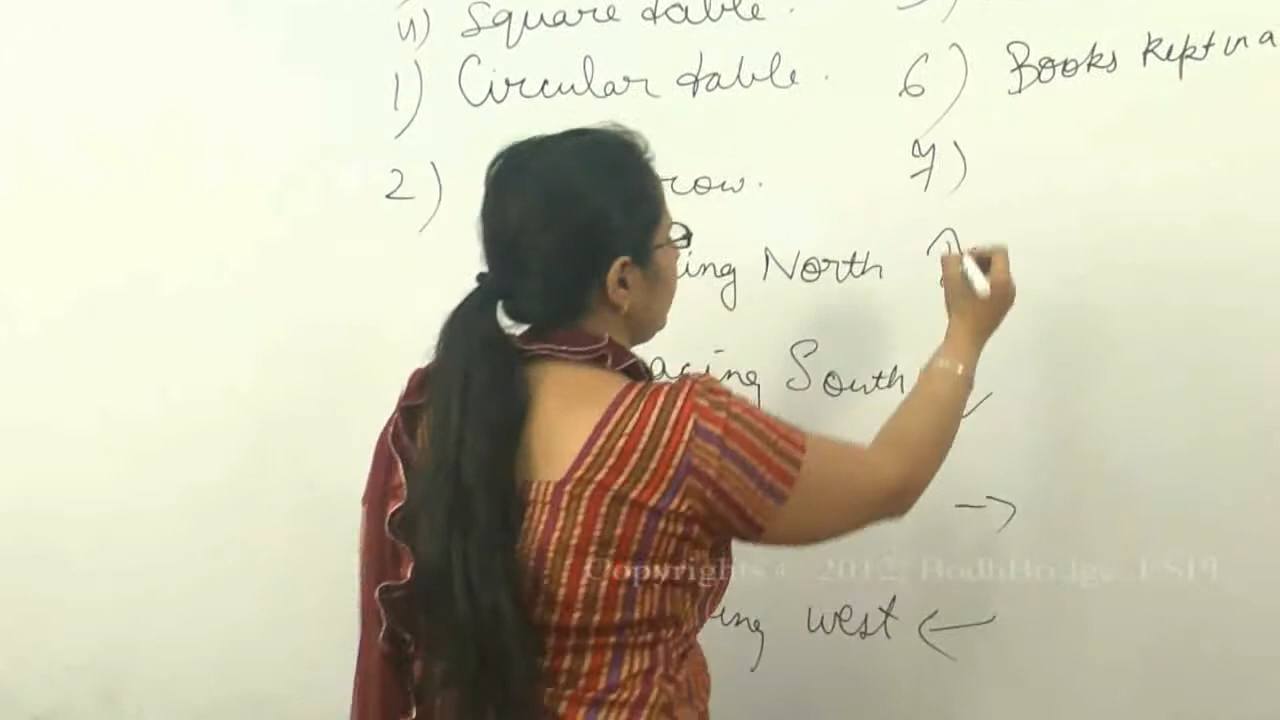 4) Square table.
1) Circular table. 6) Books kept in a
2) row. 7)
ing North ↑
acing South ↓
→
ing west ←
Copyrights © 2012, BodhBridge ESPL